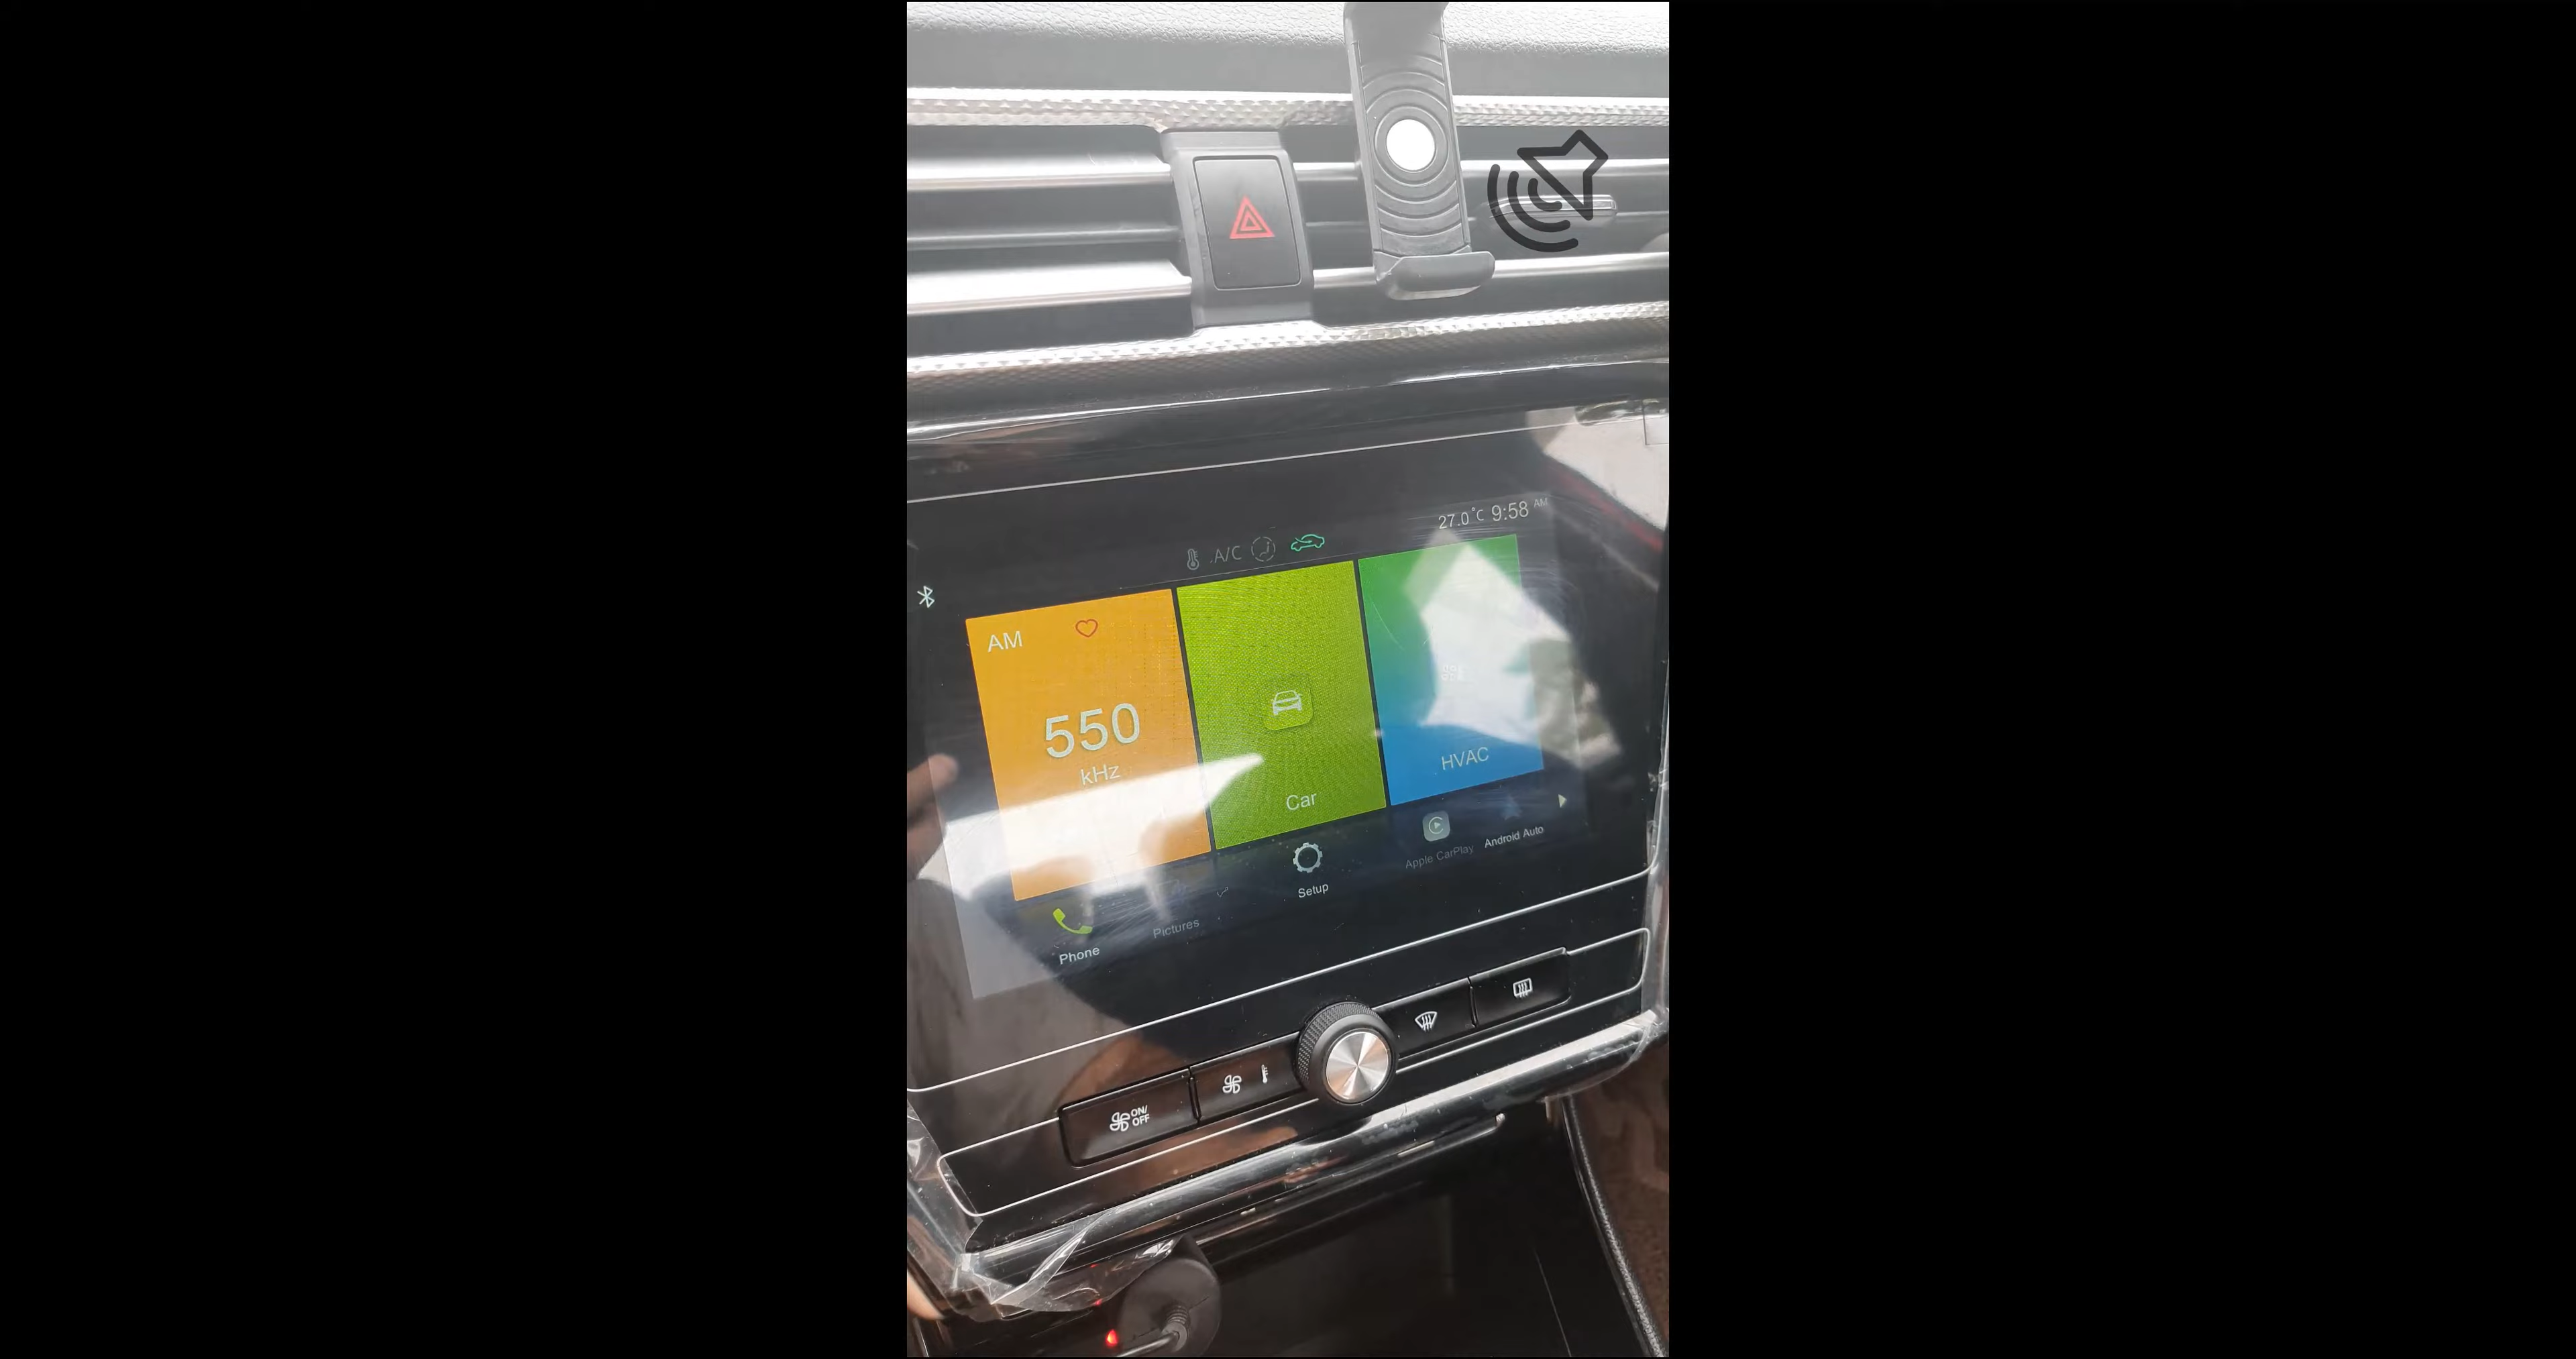 27.0°C 9:58 AM
A/C
AM
550
kHz
Car
HVAC
Phone
Pictures
Setup
Apple CarPlay
Android Auto
ON/
OFF